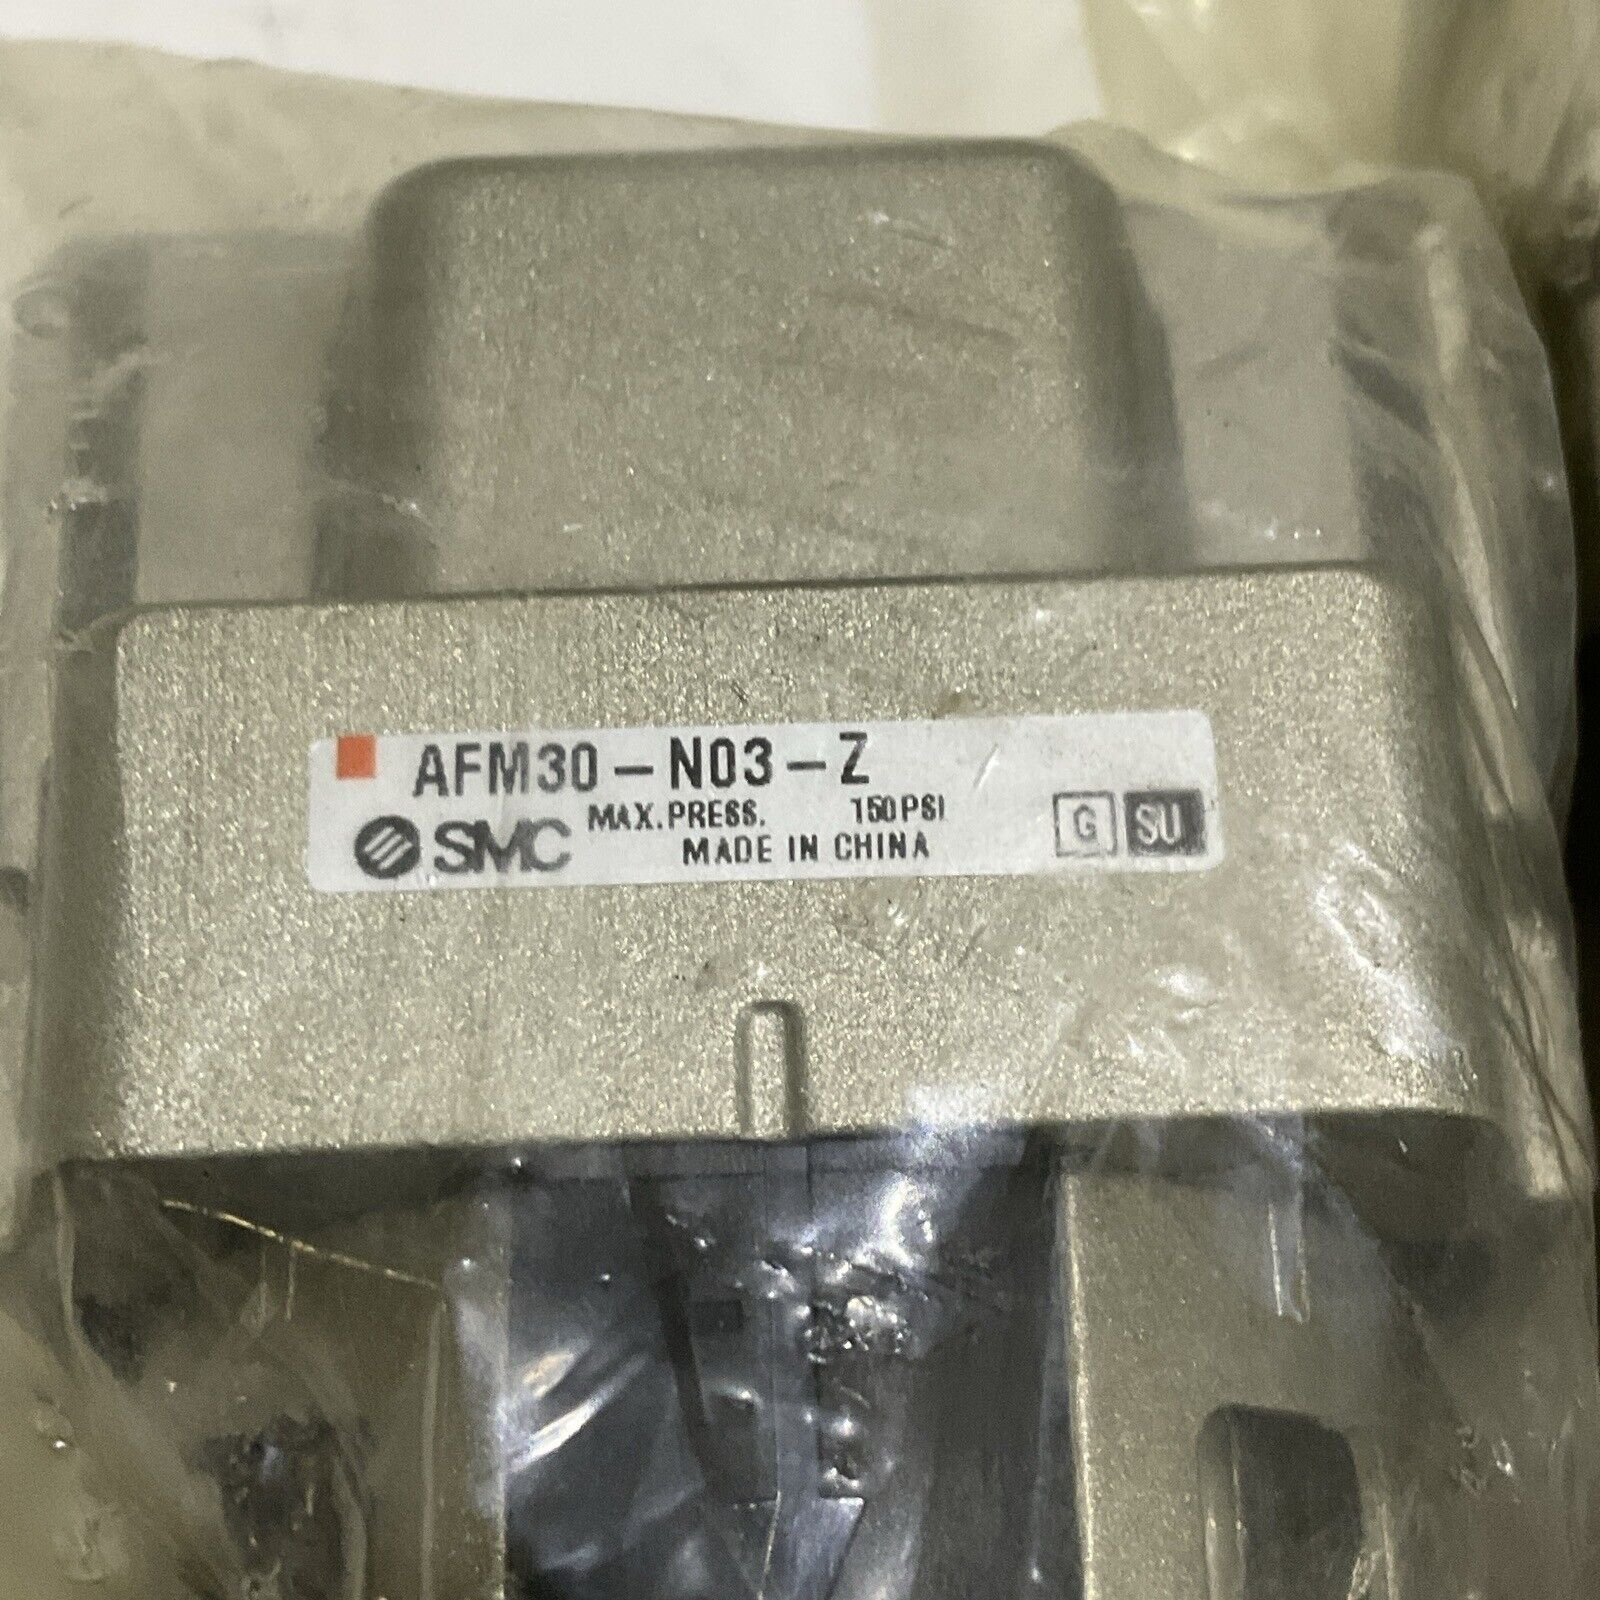 AFM30-N03-Z
SMC MAX.PRESS. 150PSI G SU
MADE IN CHINA